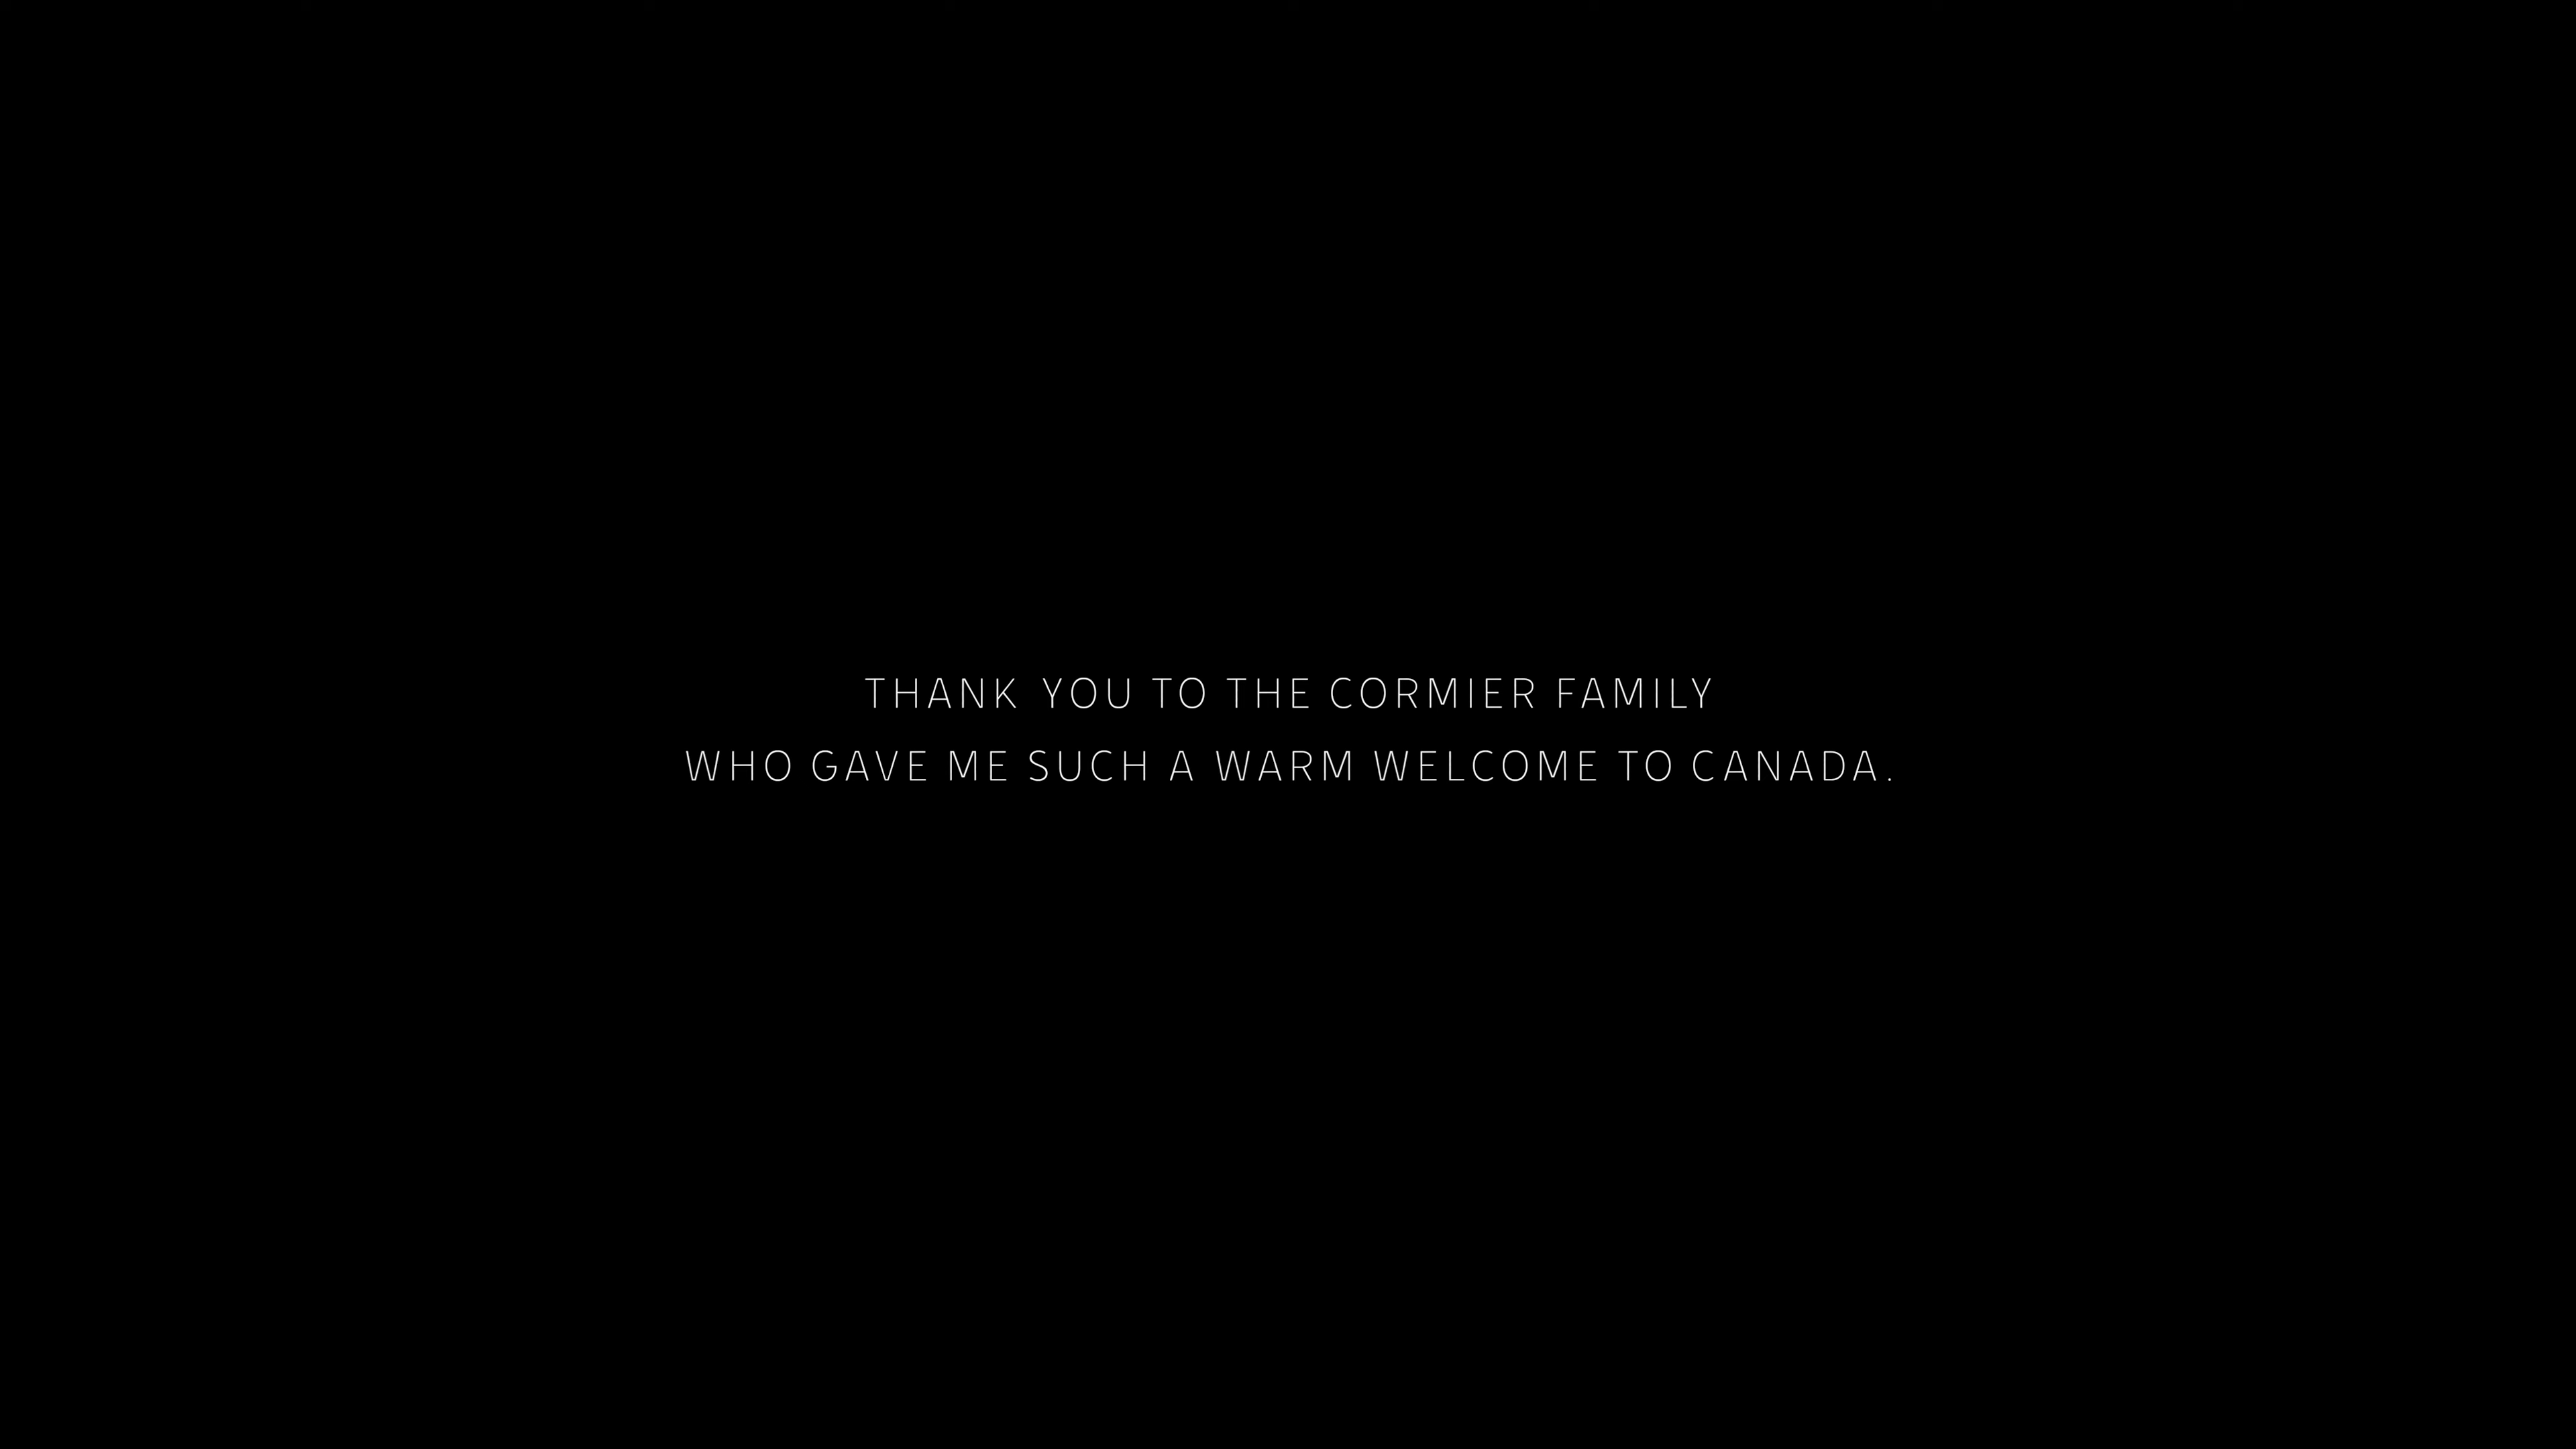 THANK YOU TO THE CORMIER FAMILY
WHO GAVE ME SUCH A WARM WELCOME TO CANADA.